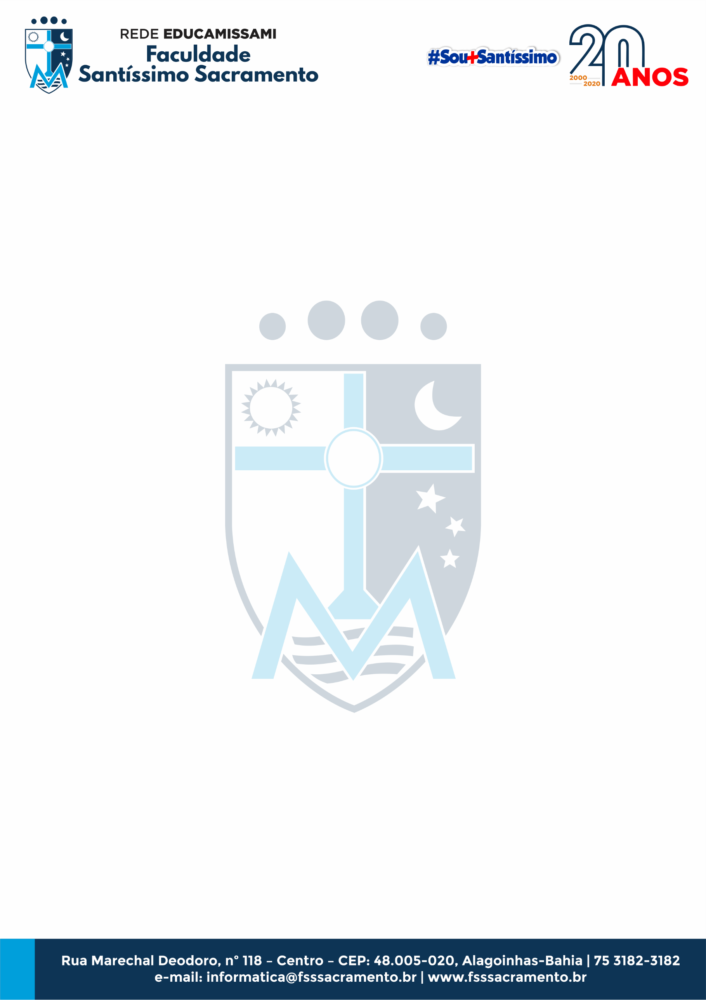 REDE EDUCAMISSAMI
Faculdade
Santíssimo Sacramento
#Sou+Santíssimo
20
2000
2020
ANOS
Rua Marechal Deodoro, nº 118 – Centro – CEP: 48.005-020, Alagoinhas-Bahia | 75 3182-3182
e-mail: informatica@fsssacramento.br | www.fsssacramento.br